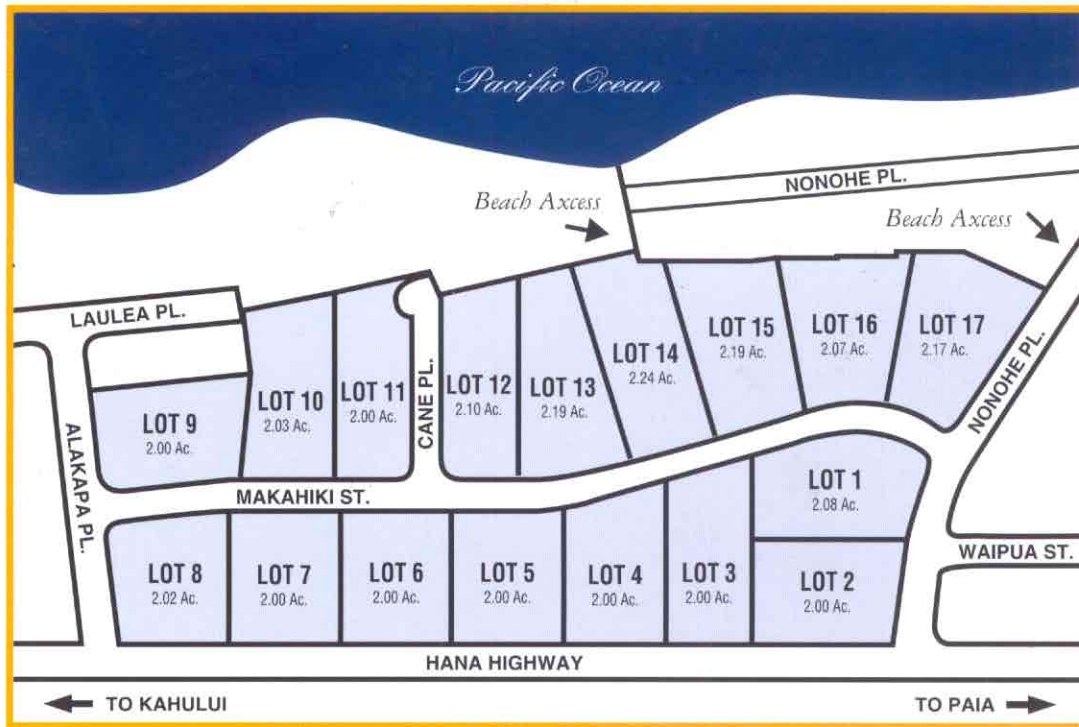 Pacific Ocean
NONOHE PL.
Beach Axcess
Beach Axcess
LAULEA PL.
LOT 9
2.00 Ac.
LOT 10
2.03 Ac.
LOT 11
2.00 Ac.
CANE PL.
LOT 12
2.10 Ac.
LOT 13
2.19 Ac.
LOT 14
2.24 Ac.
LOT 15
2.19 Ac.
LOT 16
2.07 Ac.
LOT 17
2.17 Ac.
NONOHE PL.
ALAKAPA PL.
MAKAHIKI ST.
LOT 8
2.02 Ac.
LOT 7
2.00 Ac.
LOT 6
2.00 Ac.
LOT 5
2.00 Ac.
LOT 4
2.00 Ac.
LOT 3
2.00 Ac.
LOT 1
2.08 Ac.
LOT 2
2.00 Ac.
WAIPUA ST.
HANA HIGHWAY
TO KAHULUI
TO PAIA